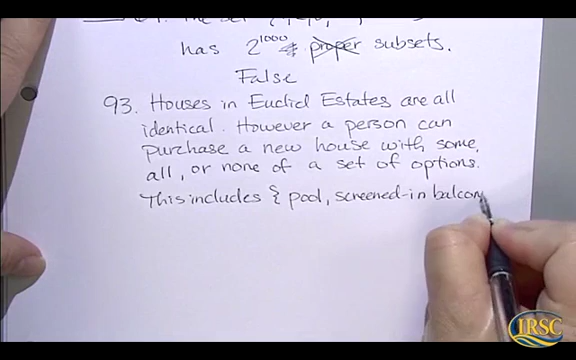 has 2^1000 proper subsets.
False
93. Houses in Euclid Estates are all
identical. However a person can
purchase a new house with some,
all, or none of a set of options.
This includes { pool, screened-in balcon
IRSC